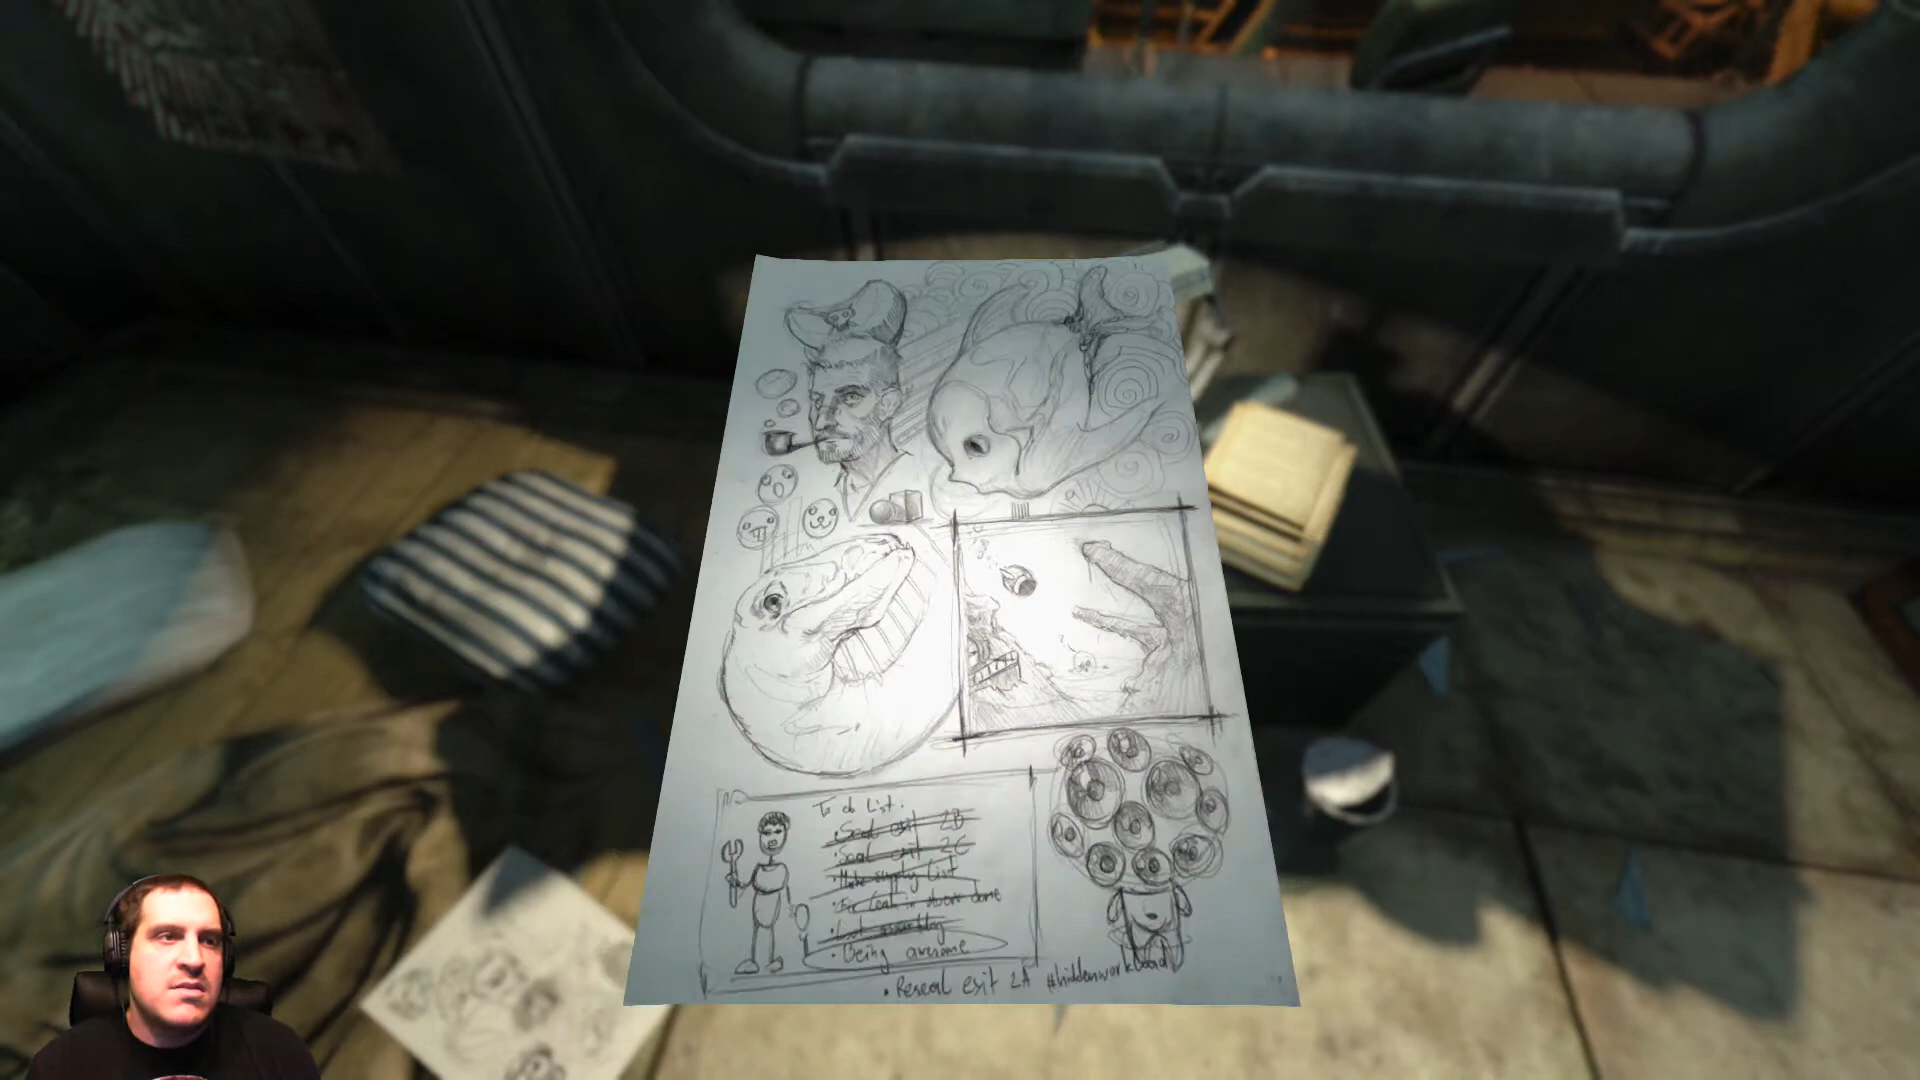 To do List:
• Seal exit 2B
• Seal exit 2C
• Make supply List
• Fix leak in storm dome
• Being awesome
• Reseal exit 2A #hiddenworkload